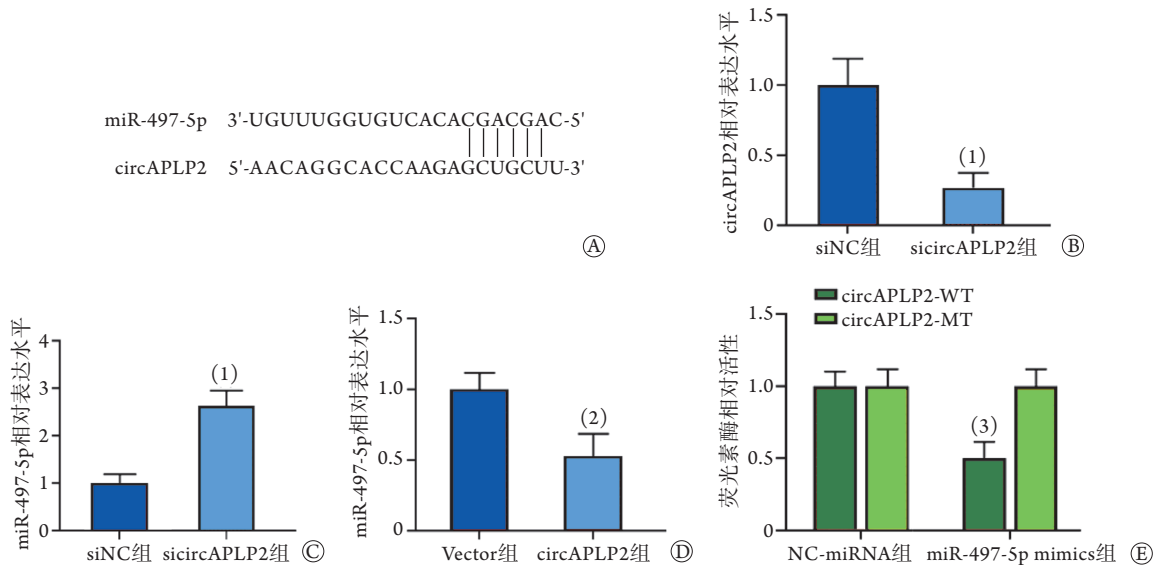 miR-497-5p 3'-UGUUUGGUGUCACACGACGAC-5'
circAPLP2 5'-AACAGGCACCAAGAGCUGCUU-3'
Ⓐ
circAPLP2相对表达水平
1.5
1.0
0.5
0
(1)
siNC组 sicircAPLP2组
Ⓑ
miR-497-5p相对表达水平
4
3
2
1
0
(1)
siNC组 sicircAPLP2组
Ⓒ
miR-497-5p相对表达水平
1.5
1.0
0.5
0
(2)
Vector组 circAPLP2组
Ⓓ
circAPLP2-WT
circAPLP2-MT
荧光素酶相对活性
1.5
1.0
0.5
0
(3)
NC-miRNA组 miR-497-5p mimics组
Ⓔ